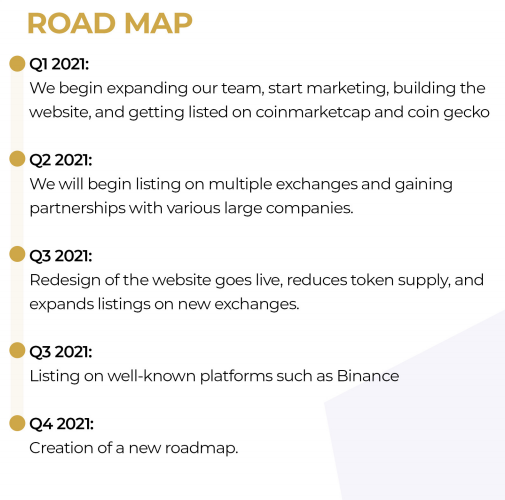 ROAD MAP
Q1 2021:
We begin expanding our team, start marketing, building the
website, and getting listed on coinmarketcap and coin gecko
Q2 2021:
We will begin listing on multiple exchanges and gaining
partnerships with various large companies.
Q3 2021:
Redesign of the website goes live, reduces token supply, and
expands listings on new exchanges.
Q3 2021:
Listing on well-known platforms such as Binance
Q4 2021:
Creation of a new roadmap.